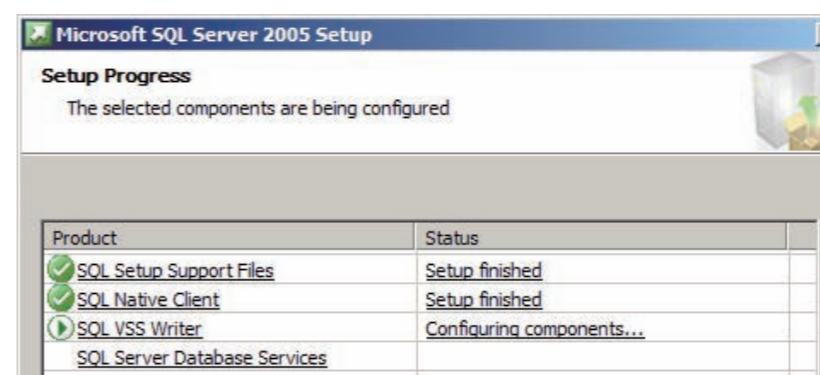 Microsoft SQL Server 2005 Setup
Setup Progress
The selected components are being configured
Product Status
SQL Setup Support Files Setup finished
SQL Native Client Setup finished
SQL VSS Writer Configuring components...
SQL Server Database Services